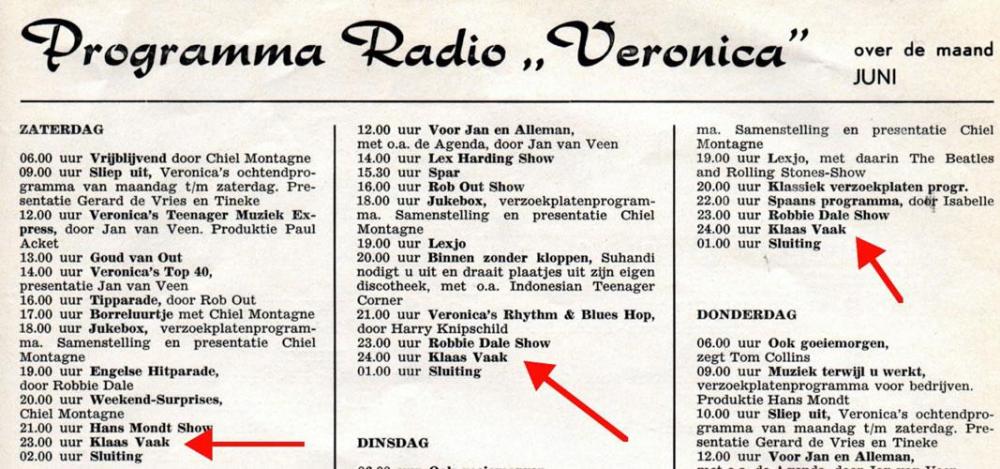 Programma Radio „Veronica”
over de maand
JUNI
ZATERDAG
06.00 uur Vrijblijvend door Chiel Montagne
09.00 uur Sliep uit, Veronica's ochtendpro-
gramma van maandag t/m zaterdag. Pre-
sentatie Gerard de Vries en Tineke
12.00 uur Veronica's Teenager Muziek Ex-
press, door Jan van Veen. Produktie Paul
Acket
13.00 uur Goud van Out
14.00 uur Veronica's Top 40,
presentatie Jan van Veen
16.00 uur Tipparade, door Rob Out
17.00 uur Borreluurtje met Chiel Montagne
18.00 uur Jukebox, verzoekplatenprogram-
ma. Samenstelling en presentatie Chiel
Montagne
19.00 uur Engelse Hitparade,
door Robbie Dale
20.00 uur Weekend-Surprises,
Chiel Montagne
21.00 uur Hans Mondt Show
23.00 uur Klaas Vaak
02.00 uur Sluiting
12.00 uur Voor Jan en Alleman,
met o.a. de Agenda, door Jan van Veen
14.00 uur Lex Harding Show
15.30 uur Spar
16.00 uur Rob Out Show
18.00 uur Jukebox, verzoekplatenprogram-
ma. Samenstelling en presentatie Chiel
Montagne
19.00 uur Lexjo
20.00 uur Binnen zonder kloppen, Suhandi
nodigt u uit en draait plaatjes uit zijn eigen
discotheek, met o.a. Indonesian Teenager
Corner
21.00 uur Veronica's Rhythm & Blues Hop,
door Harry Knipschild
23.00 uur Robbie Dale Show
24.00 uur Klaas Vaak
01.00 uur Sluiting
DINSDAG
ma. Samenstelling en presentatie Chiel
Montagne
19.00 uur Lexjo, met daarin The Beatles
and Rolling Stones-Show
20.00 uur Klassiek verzoekplaten progr.
22.00 uur Spaans programma, door Isabelle
23.00 uur Robbie Dale Show
24.00 uur Klaas Vaak
01.00 uur Sluiting
DONDERDAG
06.00 uur Ook goeiemorgen,
zegt Tom Collins
09.00 uur Muziek terwijl u werkt,
verzoekplatenprogramma voor bedrijven.
Produktie Hans Mondt
10.00 uur Sliep uit, Veronica's ochtendpro-
gramma van maandag t/m zaterdag. Pre-
sentatie Gerard de Vries en Tineke
12.00 uur Voor Jan en Alleman,